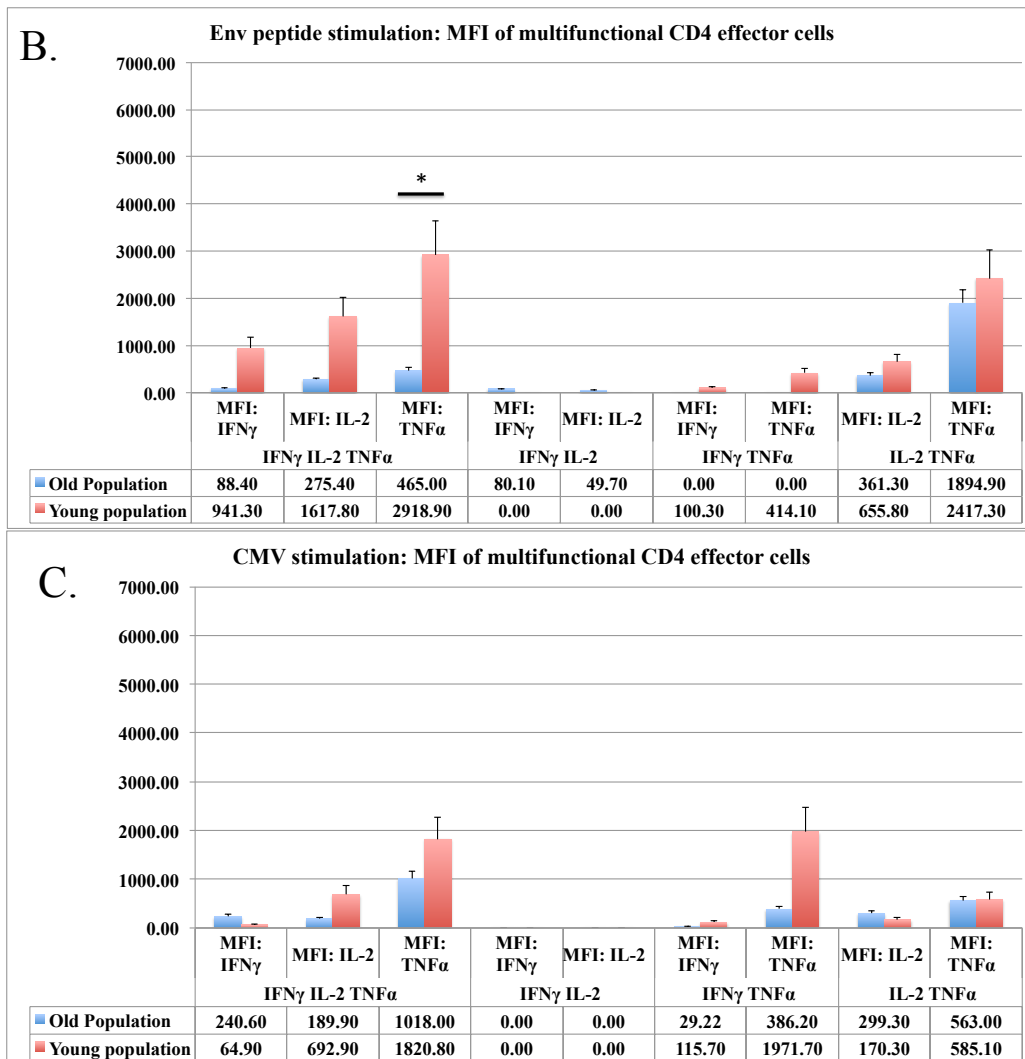 B.
Env peptide stimulation: MFI of multifunctional CD4 effector cells
7000.00
6000.00
5000.00
4000.00
3000.00
2000.00
1000.00
0.00
*
MFI: IFNγ MFI: IL-2 MFI: TNFα MFI: IFNγ MFI: IL-2 MFI: IFNγ MFI: TNFα MFI: IL-2 MFI: TNFα
IFNγ IL-2 TNFα IFNγ IL-2 IFNγ TNFα IL-2 TNFα
Old Population 88.40 275.40 465.00 80.10 49.70 0.00 0.00 361.30 1894.90
Young population 941.30 1617.80 2918.90 0.00 0.00 100.30 414.10 655.80 2417.30
C.
CMV stimulation: MFI of multifunctional CD4 effector cells
7000.00
6000.00
5000.00
4000.00
3000.00
2000.00
1000.00
0.00
MFI: IFNγ MFI: IL-2 MFI: TNFα MFI: IFNγ MFI: IL-2 MFI: IFNγ MFI: TNFα MFI: IL-2 MFI: TNFα
IFNγ IL-2 TNFα IFNγ IL-2 IFNγ TNFα IL-2 TNFα
Old Population 240.60 189.90 1018.00 0.00 0.00 29.22 386.20 299.30 563.00
Young population 64.90 692.90 1820.80 0.00 0.00 115.70 1971.70 170.30 585.10